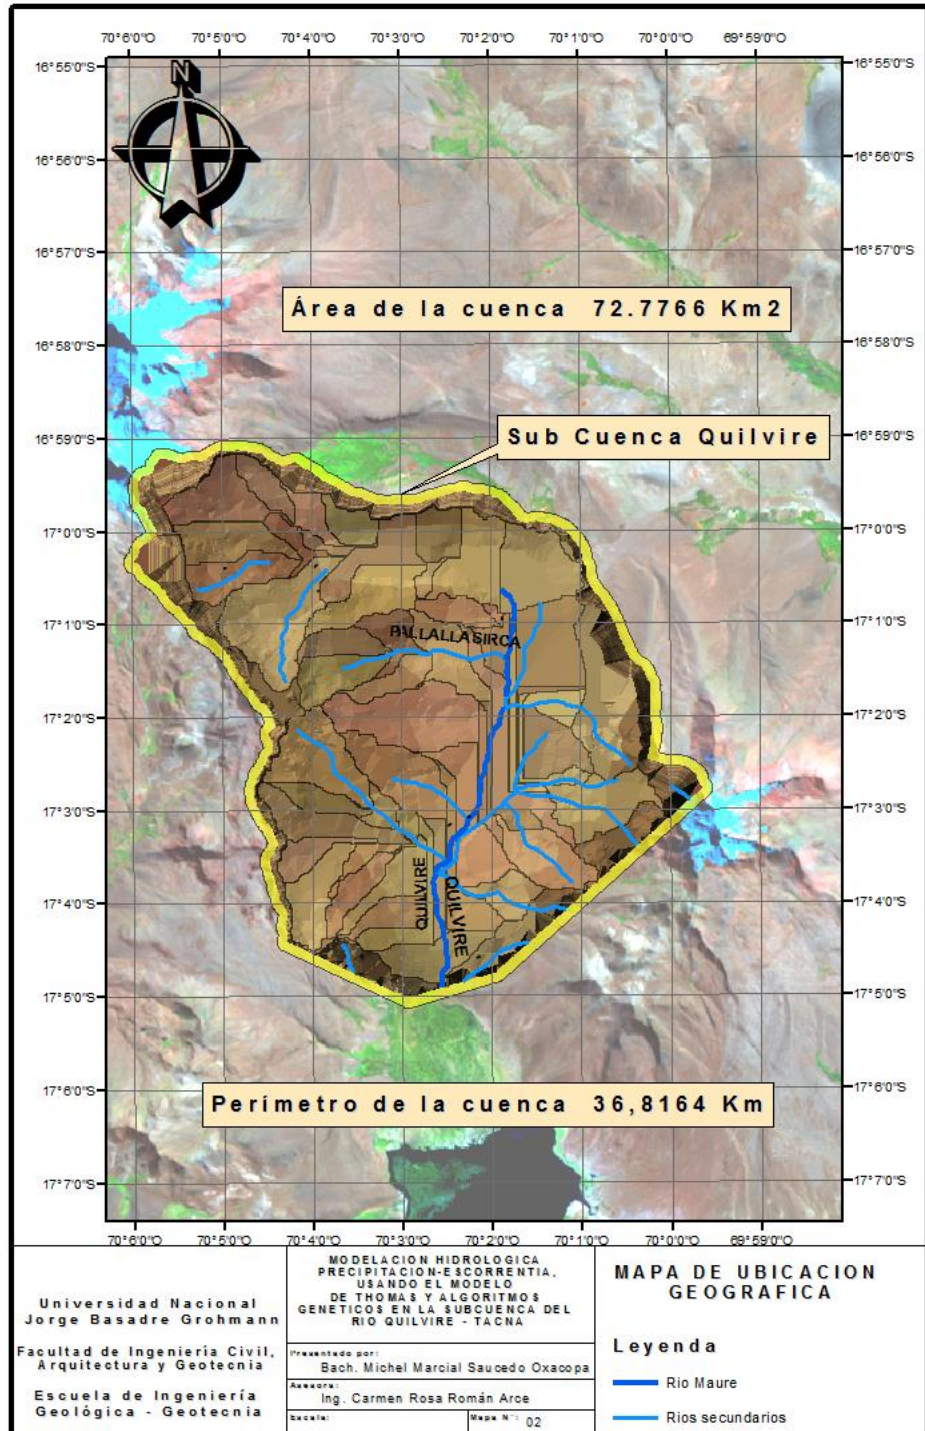 70°6'0"O 70°5'0"O 70°4'0"O 70°3'0"O 70°2'0"O 70°1'0"O 70°0'0"O 69°59'0"O
16°55'0"S 16°55'0"S
N
16°56'0"S 16°56'0"S
16°57'0"S 16°57'0"S
Área de la cuenca 72.7766 Km2
16°58'0"S 16°58'0"S
16°59'0"S 16°59'0"S
Sub Cuenca Quilvire
17°0'0"S 17°0'0"S
17°1'0"S 17°1'0"S
PALLALLASIRCA
17°2'0"S 17°2'0"S
17°3'0"S 17°3'0"S
QUILVIRE
QUILVIRE
17°4'0"S 17°4'0"S
17°5'0"S 17°5'0"S
17°6'0"S 17°6'0"S
Perímetro de la cuenca 36,8164 Km
17°7'0"S 17°7'0"S
70°6'0"O 70°5'0"O 70°4'0"O 70°3'0"O 70°2'0"O 70°1'0"O 70°0'0"O 69°59'0"O
Universidad Nacional
Jorge Basadre Grohmann
Facultad de Ingeniería Civil,
Arquitectura y Geotecnia
Escuela de Ingeniería
Geológica - Geotecnia
MODELACION HIDROLOGICA
PRECIPITACION-ESCORRENTIA,
USANDO EL MODELO
DE THOMAS Y ALGORITMOS
GENETICOS EN LA SUBCUENCA DEL
RIO QUILVIRE - TACNA
Presentado por:
Bach. Michel Marcial Saucedo Oxacopa
Asesora:
Ing. Carmen Rosa Román Arce
Escala:
Mapa N°: 02
MAPA DE UBICACION
GEOGRAFICA
Leyenda
Rio Maure
Rios secundarios